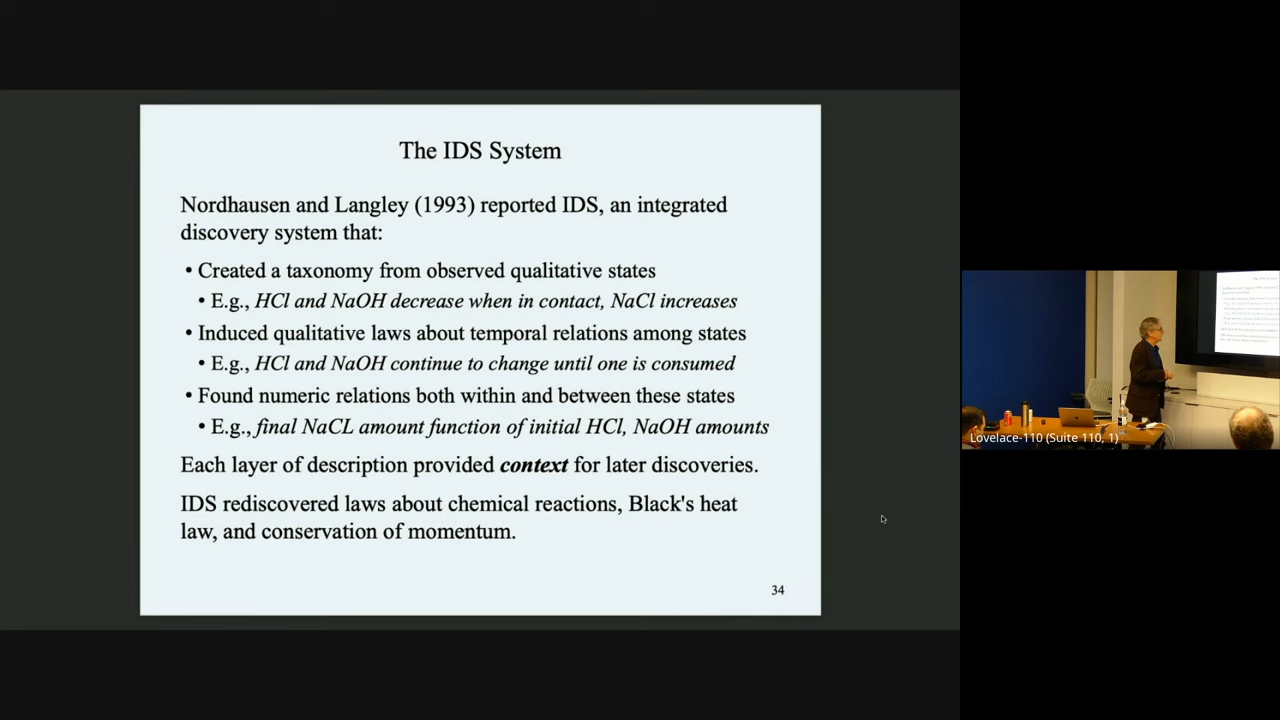 The IDS System
Nordhausen and Langley (1993) reported IDS, an integrated
discovery system that:
• Created a taxonomy from observed qualitative states
• E.g., HCl and NaOH decrease when in contact, NaCl increases
• Induced qualitative laws about temporal relations among states
• E.g., HCl and NaOH continue to change until one is consumed
• Found numeric relations both within and between these states
• E.g., final NaCL amount function of initial HCl, NaOH amounts
Each layer of description provided context for later discoveries.
IDS rediscovered laws about chemical reactions, Black's heat
law, and conservation of momentum.
34
Lovelace-110 (Suite 110, 1)